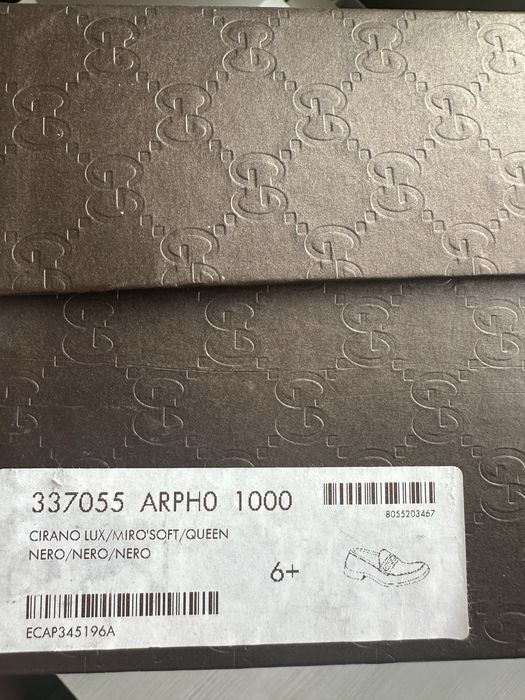 337055 ARPH0 1000
8055203467
CIRANO LUX/MIRO'SOFT/QUEEN
NERO/NERO/NERO
6+
ECAP345196A